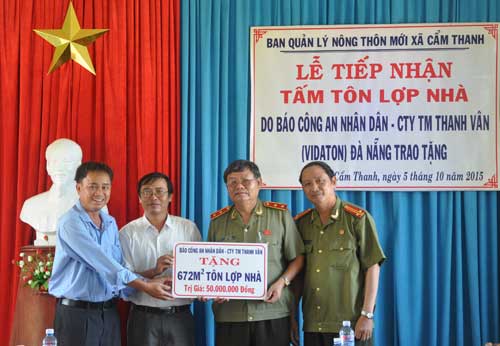 BAN QUẢN LÝ NÔNG THÔN MỚI XÃ CẨM THANH
LỄ TIẾP NHẬN
TẤM TÔN LỢP NHÀ
DO BÁO CÔNG AN NHÂN DÂN - CTY TM THANH VÂN
(VIDATON) ĐÀ NẴNG TRAO TẶNG
Cẩm Thanh, ngày 5 tháng 10 năm 2015
BÁO CÔNG AN NHÂN DÂN - CTY TM THANH VÂN
TẶNG
672M² TÔN LỢP NHÀ
Trị Giá: 50.000.000 Đồng